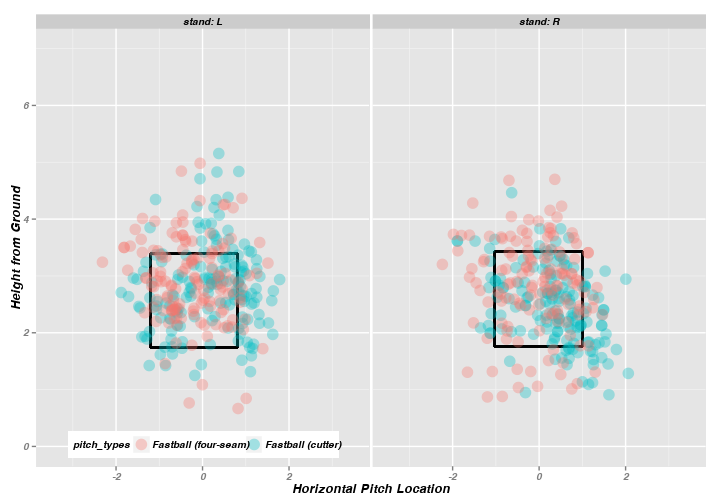 stand: L
stand: R
6
4
2
0
Height from Ground
pitch_types Fastball (four-seam) Fastball (cutter)
-2 0 2 -2 0 2
Horizontal Pitch Location